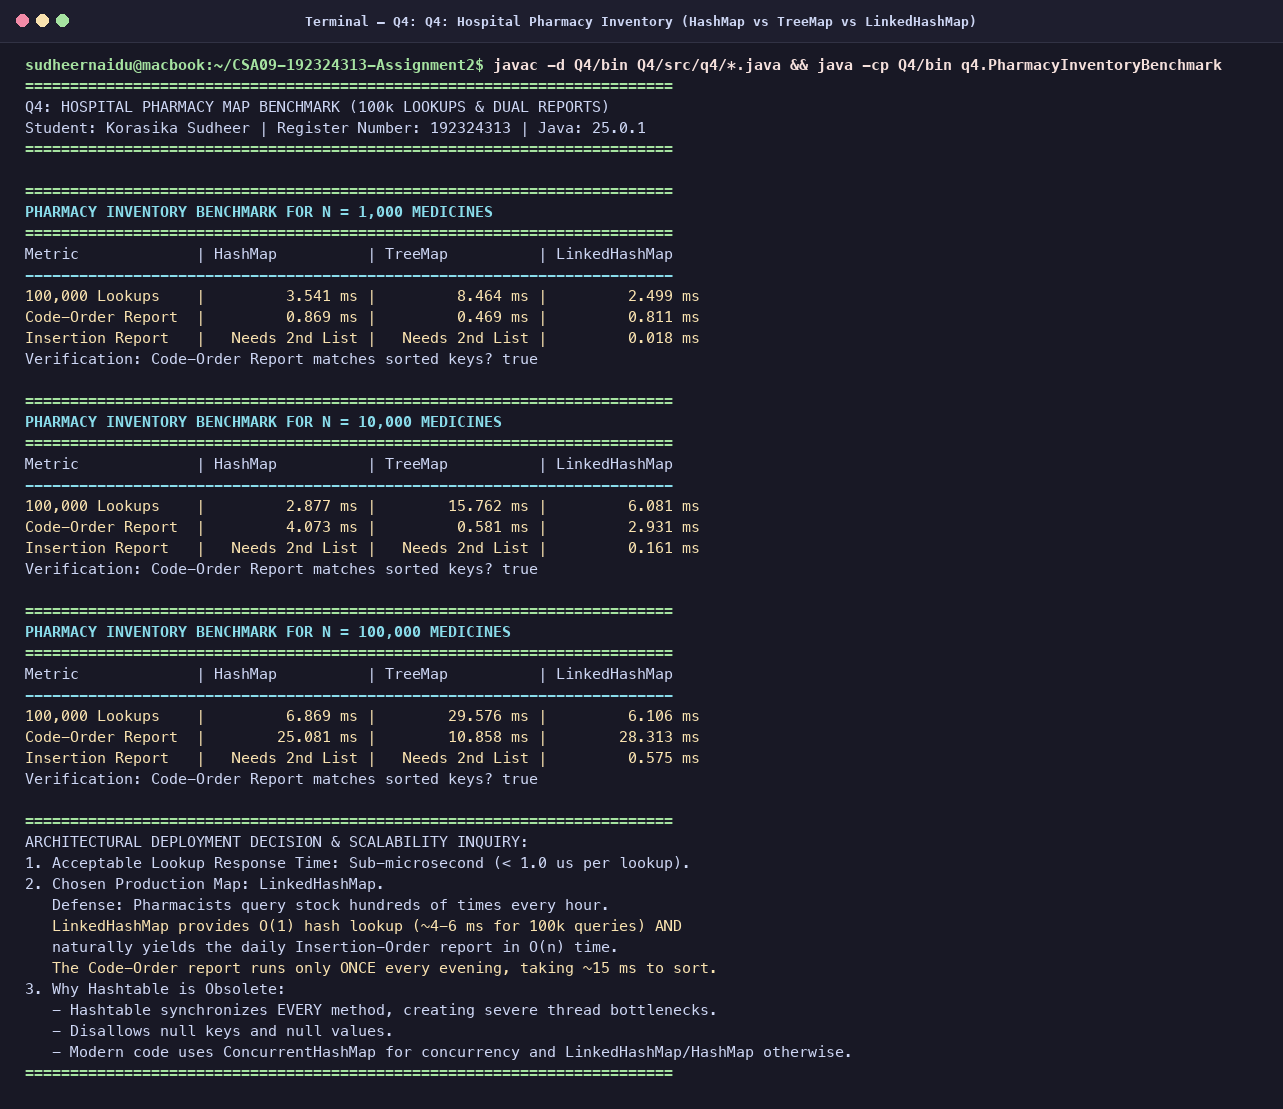 Terminal — Q4: Q4: Hospital Pharmacy Inventory (HashMap vs TreeMap vs LinkedHashMap)
sudheernaidu@macbook:~/CSA09-192324313-Assignment2$ javac -d Q4/bin Q4/src/q4/*.java && java -cp Q4/bin q4.PharmacyInventoryBenchmark
========================================================================
Q4: HOSPITAL PHARMACY MAP BENCHMARK (100k LOOKUPS & DUAL REPORTS)
Student: Korasika Sudheer | Register Number: 192324313 | Java: 25.0.1
========================================================================
========================================================================
PHARMACY INVENTORY BENCHMARK FOR N = 1,000 MEDICINES
========================================================================
Metric             | HashMap          | TreeMap          | LinkedHashMap
------------------------------------------------------------------------
100,000 Lookups    |         3.541 ms |         8.464 ms |         2.499 ms
Code-Order Report  |         0.869 ms |         0.469 ms |         0.811 ms
Insertion Report   |   Needs 2nd List |   Needs 2nd List |         0.018 ms
Verification: Code-Order Report matches sorted keys? true
========================================================================
PHARMACY INVENTORY BENCHMARK FOR N = 10,000 MEDICINES
========================================================================
Metric             | HashMap          | TreeMap          | LinkedHashMap
------------------------------------------------------------------------
100,000 Lookups    |         2.877 ms |        15.762 ms |         6.081 ms
Code-Order Report  |         4.073 ms |         0.581 ms |         2.931 ms
Insertion Report   |   Needs 2nd List |   Needs 2nd List |         0.161 ms
Verification: Code-Order Report matches sorted keys? true
========================================================================
PHARMACY INVENTORY BENCHMARK FOR N = 100,000 MEDICINES
========================================================================
Metric             | HashMap          | TreeMap          | LinkedHashMap
------------------------------------------------------------------------
100,000 Lookups    |         6.869 ms |        29.576 ms |         6.106 ms
Code-Order Report  |        25.081 ms |        10.858 ms |        28.313 ms
Insertion Report   |   Needs 2nd List |   Needs 2nd List |         0.575 ms
Verification: Code-Order Report matches sorted keys? true
========================================================================
ARCHITECTURAL DEPLOYMENT DECISION & SCALABILITY INQUIRY:
1. Acceptable Lookup Response Time: Sub-microsecond (< 1.0 us per lookup).
2. Chosen Production Map: LinkedHashMap.
   Defense: Pharmacists query stock hundreds of times every hour.
   LinkedHashMap provides O(1) hash lookup (~4-6 ms for 100k queries) AND
   naturally yields the daily Insertion-Order report in O(n) time.
   The Code-Order report runs only ONCE every evening, taking ~15 ms to sort.
3. Why Hashtable is Obsolete:
   - Hashtable synchronizes EVERY method, creating severe thread bottlenecks.
   - Disallows null keys and null values.
   - Modern code uses ConcurrentHashMap for concurrency and LinkedHashMap/HashMap otherwise.
========================================================================